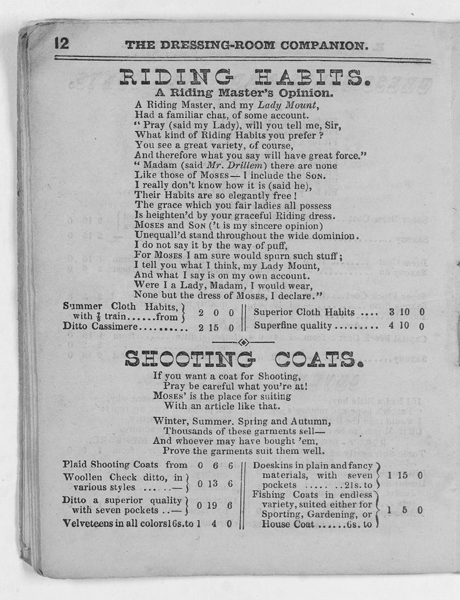 12 THE DRESSING-ROOM COMPANION.
RIDING HABITS.
A Riding Master's Opinion.
A Riding Master, and my Lady Mount,
Had a familiar chat, of some account.
"Pray (said my Lady), will you tell me, Sir,
What kind of Riding Habits you prefer?
You see a great variety, of course,
And therefore what you say will have great force."
"Madam (said Mr. Drillem) there are none
Like those of MOSES—I include the SON.
I really don't know how it is (said he),
Their Habits are so elegantly free!
The grace which you fair ladies all possess
Is heighten'd by your graceful Riding dress.
MOSES and SON ('t is my sincere opinion)
Unequall'd stand throughout the wide dominion.
I do not say it by the way of puff,
For MOSES I am sure would spurn such stuff;
I tell you what I think, my Lady Mount,
And what I say is on my own account.
Were I a Lady, Madam, I would wear,
None but the dress of MOSES, I declare."
Summer Cloth Habits,
with ½ train......from } 2 0 0
Ditto Cassimere.......... 2 15 0
Superior Cloth Habits .... 3 10 0
Superfine quality ........ 4 10 0
SHOOTING COATS.
If you want a coat for Shooting,
Pray be careful what you're at!
MOSES' is the place for suiting
With an article like that.
Winter, Summer. Spring and Autumn,
Thousands of these garments sell—
And whoever may have bought 'em,
Prove the garments suit them well.
Plaid Shooting Coats from 0 6 6
Woollen Check ditto, in
various styles ......— } 0 13 6
Ditto a superior quality
with seven pockets ..— } 0 19 6
Velveteens in all colors 16s. to 1 4 0
Doeskins in plain and fancy
materials, with seven
pockets ..... ..21s. to } 1 15 0
Fishing Coats in endless
variety, suited either for
Sporting, Gardening, or
House Coat ......6s. to } 1 5 0